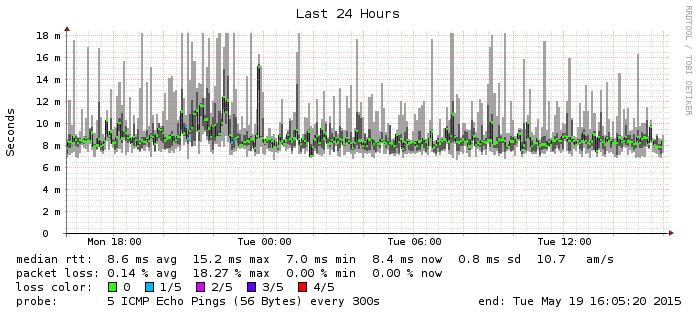 Last 24 Hours
RRDTOOL / TOBI OETIKER
Seconds
18 m
16 m
14 m
12 m
10 m
8 m
6 m
4 m
2 m
0
Mon 18:00 Tue 00:00 Tue 06:00 Tue 12:00
median rtt: 8.6 ms avg 15.2 ms max 7.0 ms min 8.4 ms now 0.8 ms sd 10.7 am/s
packet loss: 0.14 % avg 18.27 % max 0.00 % min 0.00 % now
loss color: 0 1/5 2/5 3/5 4/5
probe: 5 ICMP Echo Pings (56 Bytes) every 300s end: Tue May 19 16:05:20 2015